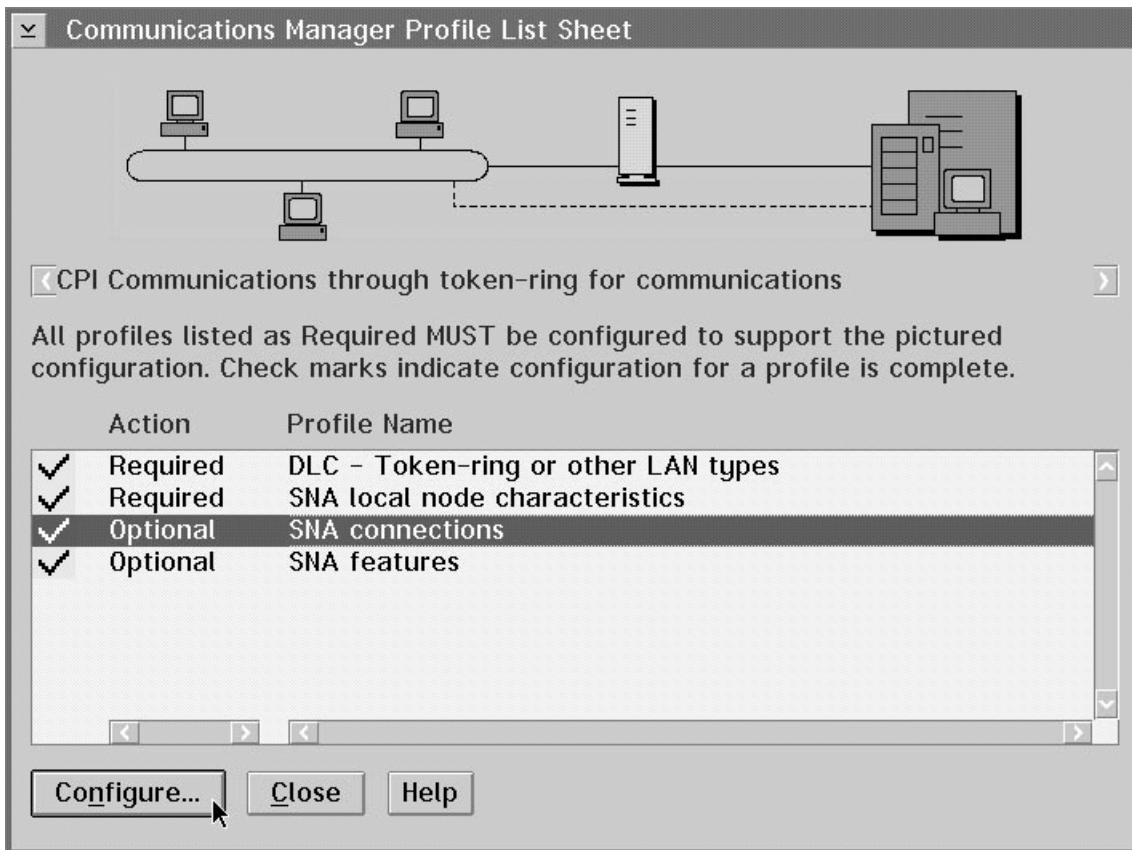 Communications Manager Profile List Sheet
CPI Communications through token-ring for communications
All profiles listed as Required MUST be configured to support the pictured
configuration. Check marks indicate configuration for a profile is complete.
Action Profile Name
Required DLC - Token-ring or other LAN types
Required SNA local node characteristics
Optional SNA connections
Optional SNA features
Configure... Close Help